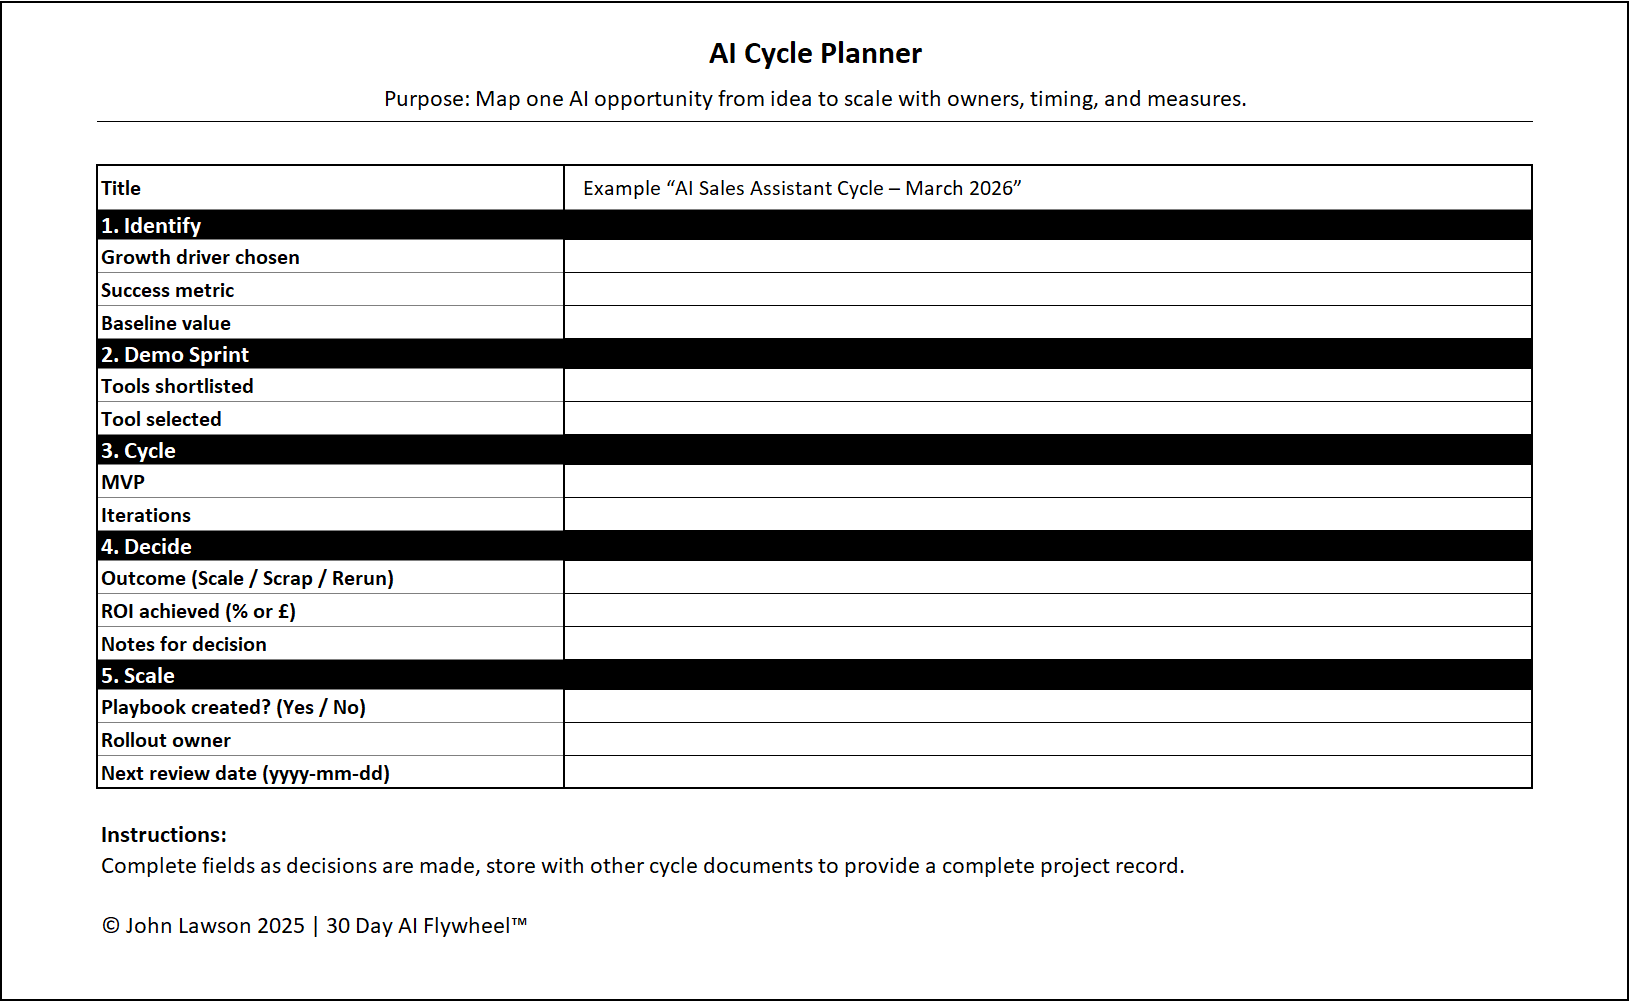 AI Cycle Planner
Purpose: Map one AI opportunity from idea to scale with owners, timing, and measures.
Title
Example “AI Sales Assistant Cycle – March 2026”
1. Identify
Growth driver chosen
Success metric
Baseline value
2. Demo Sprint
Tools shortlisted
Tool selected
3. Cycle
MVP
Iterations
4. Decide
Outcome (Scale / Scrap / Rerun)
ROI achieved (% or £)
Notes for decision
5. Scale
Playbook created? (Yes / No)
Rollout owner
Next review date (yyyy-mm-dd)
Instructions:
Complete fields as decisions are made, store with other cycle documents to provide a complete project record.
© John Lawson 2025 | 30 Day AI Flywheel™